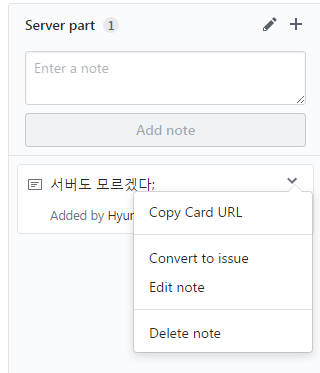 Server part 1
Enter a note
Add note
서버도 모르겠다;
Added by Hyun
Copy Card URL
Convert to issue
Edit note
Delete note